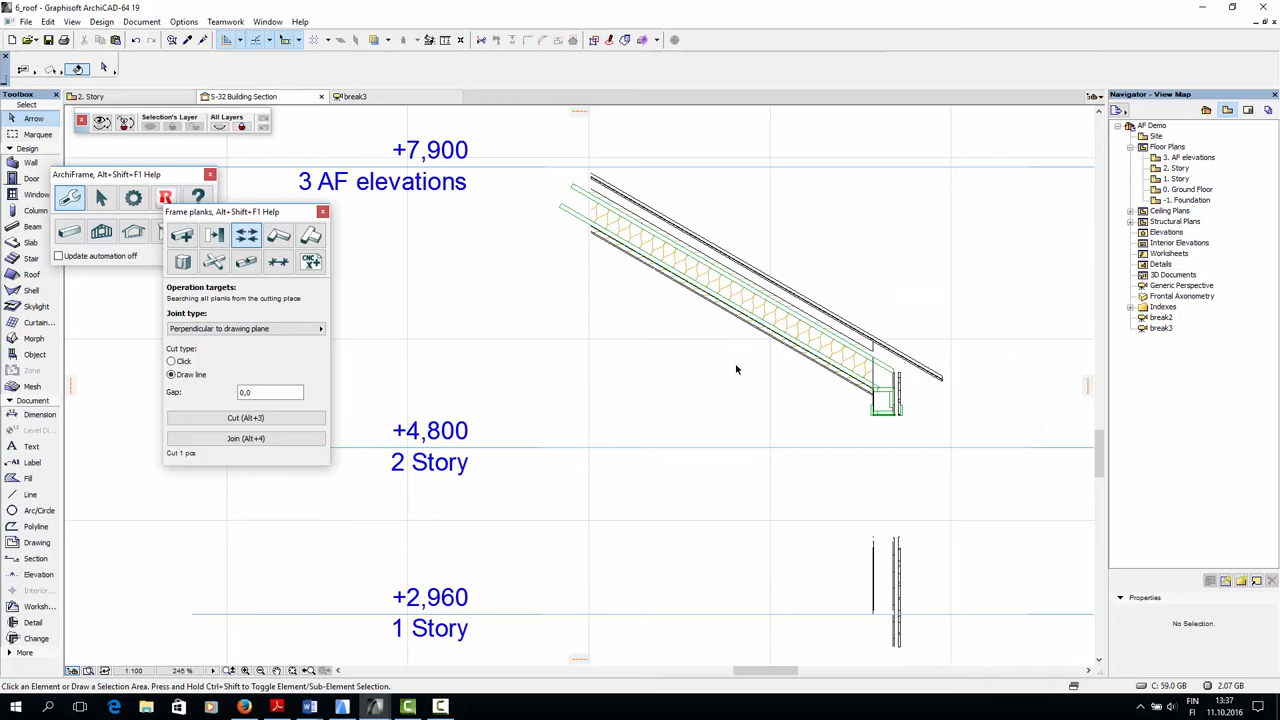 6_roof - Graphisoft ArchiCAD-64 19
File Edit View Design Document Options Teamwork Window Help
Toolbox
Select
Arrow
Marquee
Design
Wall
Door
Window
Column
Beam
Slab
Stair
Roof
Shell
Skylight
Curtain...
Morph
Object
Zone
Mesh
Document
Dimension
Level Di...
Text
Label
Fill
Line
Arc/Circle
Polyline
Drawing
Section
Elevation
Interior...
Worksh...
Detail
Change
More
2. Story
S-32 Building Section
break3
Selection's Layer
All Layers
ArchiFrame, Alt+Shift+F1 Help
Update automation off
Frame planks, Alt+Shift+F1 Help
Operation targets:
Searching all planks from the cutting place
Joint type:
Perpendicular to drawing plane
Cut type:
Click
Draw line
Gap:
0,0
Cut (Alt+3)
Join (Alt+4)
Cut 1 pcs
+7,900
3 AF elevations
+4,800
2 Story
+2,960
1 Story
Navigator - View Map
AF Demo
Site
Floor Plans
3. AF elevations
2. Story
1. Story
0. Ground Floor
-1. Foundation
Ceiling Plans
Structural Plans
Elevations
Interior Elevations
Worksheets
Details
3D Documents
Generic Perspective
Frontal Axonometry
Indexes
break2
break3
Properties
No Selection.
1:100
245 %
Click an Element or Draw a Selection Area. Press and Hold Ctrl+Shift to Toggle Element/Sub-Element Selection.
C: 59.0 GB
2.07 GB
FIN
FI
13:37
11.10.2016